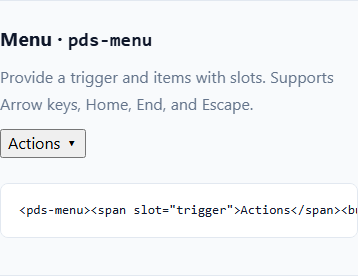 Menu · pds-menu
Provide a trigger and items with slots. Supports
Arrow keys, Home, End, and Escape.
Actions ▼
<pds-menu><span slot="trigger">Actions</span><bu